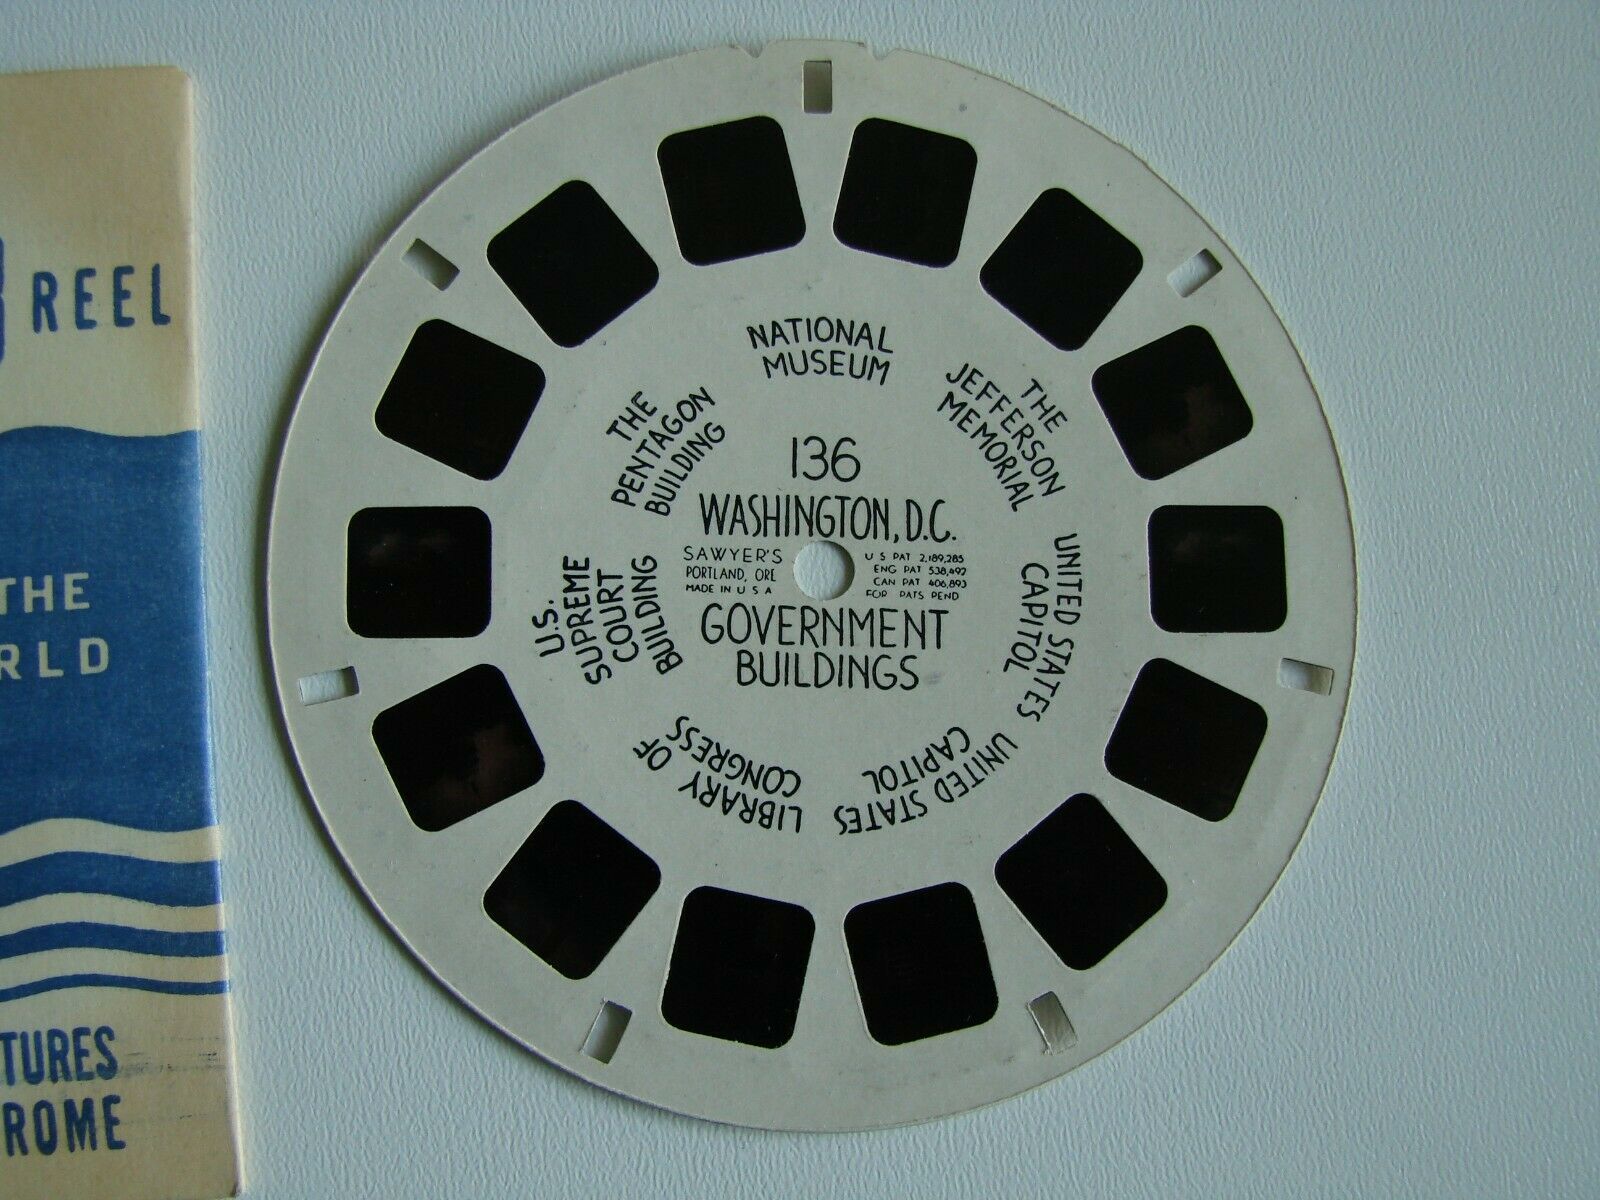 REEL
THE
RLD
TURES
ROME
NATIONAL
MUSEUM
THE
JEFFERSON
MEMORIAL
UNITED STATES
CAPITOL
UNITED STATES
CAPITOL
LIBRARY OF
CONGRESS
U.S.
SUPREME
COURT
BUILDING
THE
PENTAGON
BUILDING
136
WASHINGTON, D.C.
SAWYER'S
PORTLAND, ORE
MADE IN U S A
U S PAT 2,189,285
ENG PAT 538,492
CAN PAT 406,893
FOR PATS PEND
GOVERNMENT
BUILDINGS